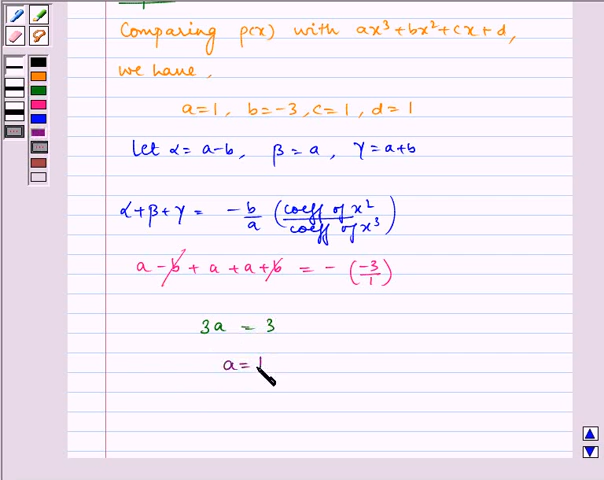 Comparing p(x) with ax³+bx²+cx+d,
we have,
a=1, b=-3, c=1, d=1
Let α=a-b, β=a, γ=a+b
α+β+γ = -b/a (coeff of x²/coeff of x³)
a-b+a+a+b = -(-3/1)
3a = 3
a=1